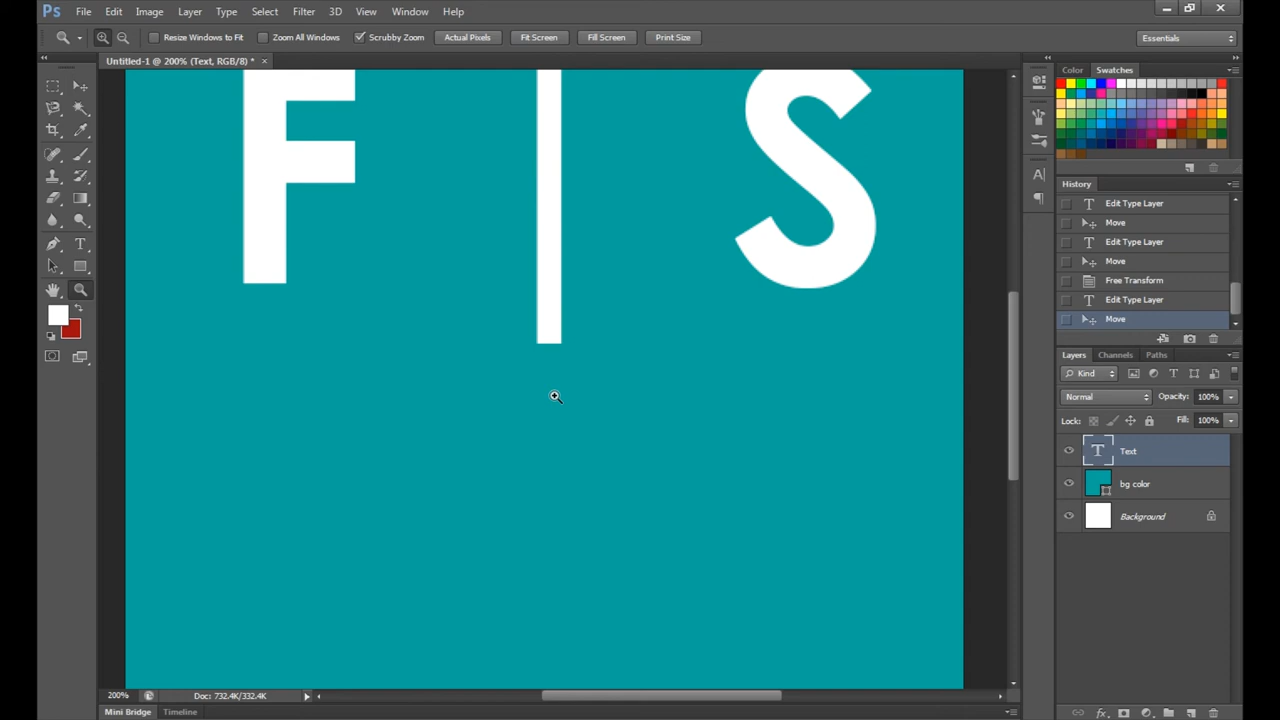 Ps File Edit Image Layer Type Select Filter 3D View Window Help
Resize Windows to Fit Zoom All Windows Scrubby Zoom Actual Pixels Fit Screen Fill Screen Print Size Essentials
Untitled-1 @ 200% (Text, RGB/8) * ×
Color Swatches
F | S
History
Edit Type Layer
Move
Edit Type Layer
Move
Free Transform
Edit Type Layer
Move
Layers Channels Paths
Kind
Normal Opacity: 100%
Lock: Fill: 100%
Text
bg color
Background
200% Doc: 732.4K/332.4K
Mini Bridge Timeline